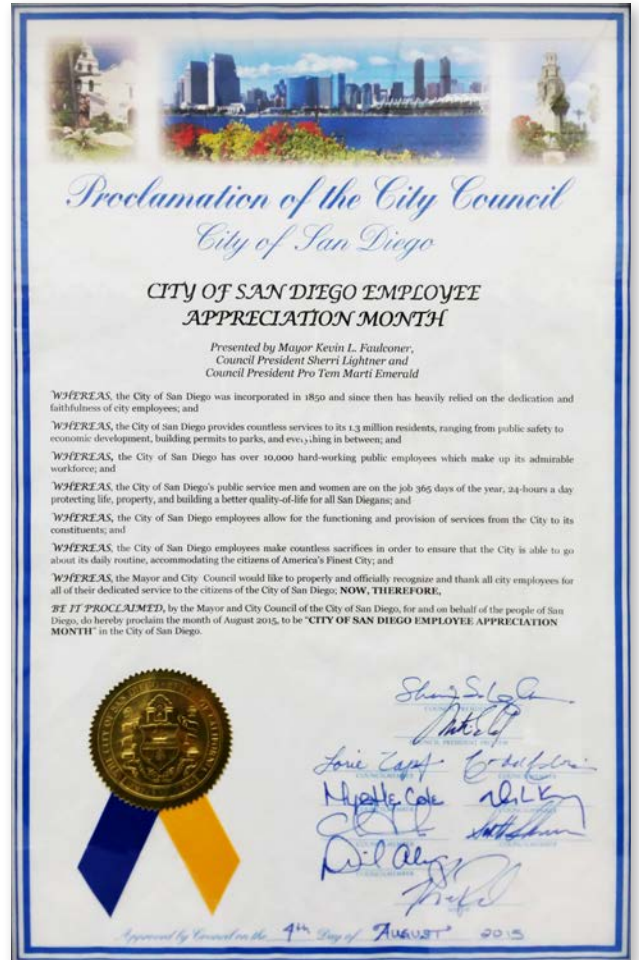 Proclamation of the City Council
City of San Diego
CITY OF SAN DIEGO EMPLOYEE
APPRECIATION MONTH
Presented by Mayor Kevin L. Faulconer,
Council President Sherri Lightner and
Council President Pro Tem Marti Emerald
WHEREAS, the City of San Diego was incorporated in 1850 and since then has heavily relied on the dedication and
faithfulness of city employees; and
WHEREAS, the City of San Diego provides countless services to its 1.3 million residents, ranging from public safety to
economic development, building permits to parks, and everything in between; and
WHEREAS, the City of San Diego has over 10,000 hard-working public employees which make up its admirable
workforce; and
WHEREAS, the City of San Diego's public service men and women are on the job 365 days of the year, 24-hours a day
protecting life, property, and building a better quality-of-life for all San Diegans; and
WHEREAS, the City of San Diego employees allow for the functioning and provision of services from the City to its
constituents; and
WHEREAS, the City of San Diego employees make countless sacrifices in order to ensure that the City is able to go
about its daily routine, accommodating the citizens of America's Finest City; and
WHEREAS, the Mayor and City Council would like to properly and officially recognize and thank all city employees for
all of their dedicated service to the citizens of the City of San Diego; NOW, THEREFORE,
BE IT PROCLAIMED, by the Mayor and City Council of the City of San Diego, for and on behalf of the people of San
Diego, do hereby proclaim the month of August 2015, to be "CITY OF SAN DIEGO EMPLOYEE APPRECIATION
MONTH" in the City of San Diego.
COUNCIL PRESIDENT
COUNCIL PRESIDENT PRO TEM
Lorie Zapf
COUNCILMEMBER COUNCILMEMBER
Myrtle Cole
COUNCILMEMBER
Approved by Council on the 4th Day of AUGUST 2015